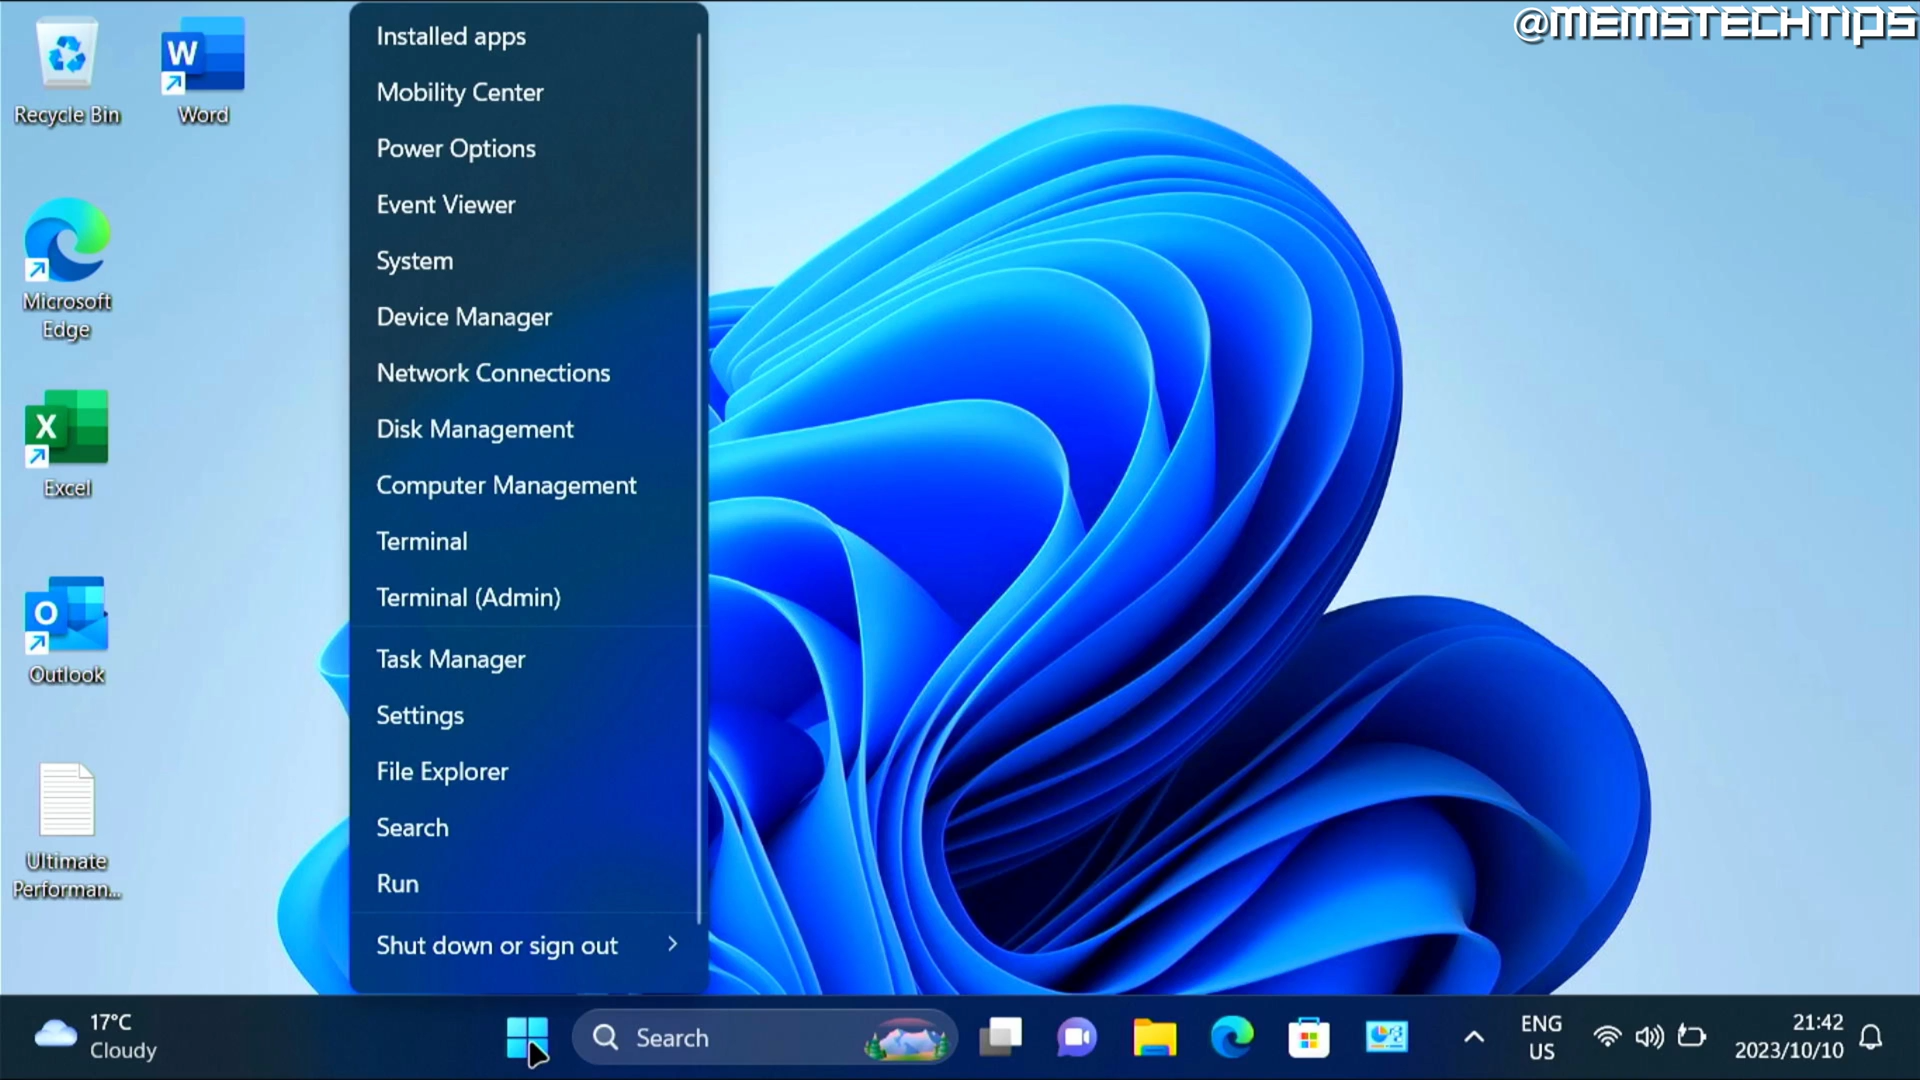 @MEMSTECHTIPS
Recycle Bin
Word
Microsoft
Edge
Excel
Outlook
Ultimate
Performan...
Installed apps
Mobility Center
Power Options
Event Viewer
System
Device Manager
Network Connections
Disk Management
Computer Management
Terminal
Terminal (Admin)
Task Manager
Settings
File Explorer
Search
Run
Shut down or sign out
17°C
Cloudy
Search
ENG
US
21:42
2023/10/10